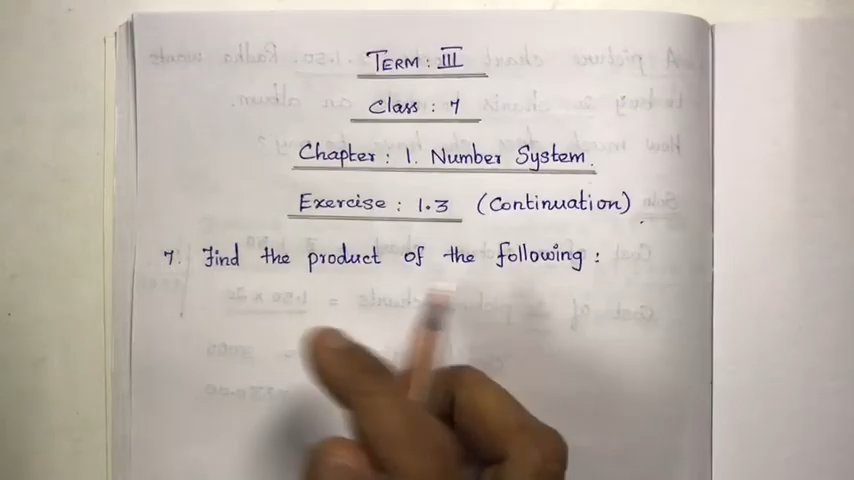 TERM : III
Class : 7
Chapter : 1. Number System.
Exercise : 1.3 (Continuation)
7. Find the product of the following :